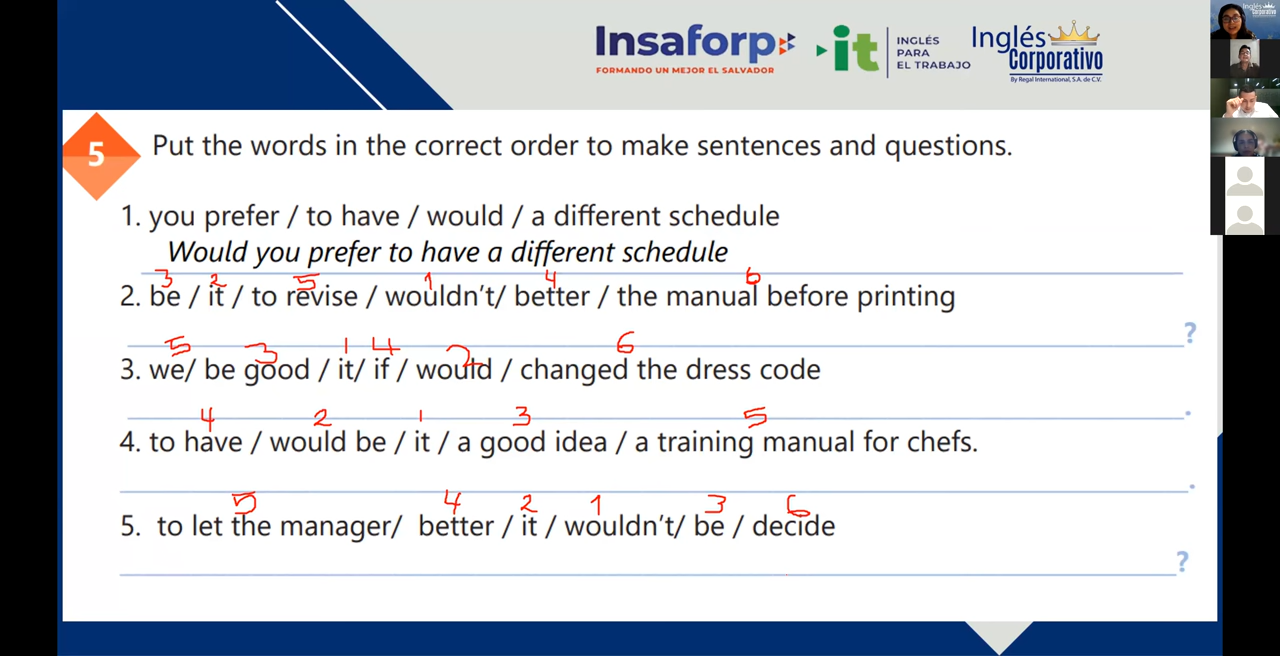 Insaforp
FORMANDO UN MEJOR EL SALVADOR
it
INGLÉS
PARA
EL TRABAJO
Inglés
Corporativo
By Regal International, S.A. de C.V.
Inglés
Corporativo
5
Put the words in the correct order to make sentences and questions.
1. you prefer / to have / would / a different schedule
Would you prefer to have a different schedule
3 2 5 1 4 6
2. be / it / to revise / wouldn't/ better / the manual before printing
?
5 3 1 4 2 6
3. we/ be good / it/ if / would / changed the dress code
.
4 2 1 3 5
4. to have / would be / it / a good idea / a training manual for chefs.
.
5 4 2 1 3 6
5. to let the manager/ better / it / wouldn't/ be / decide
?